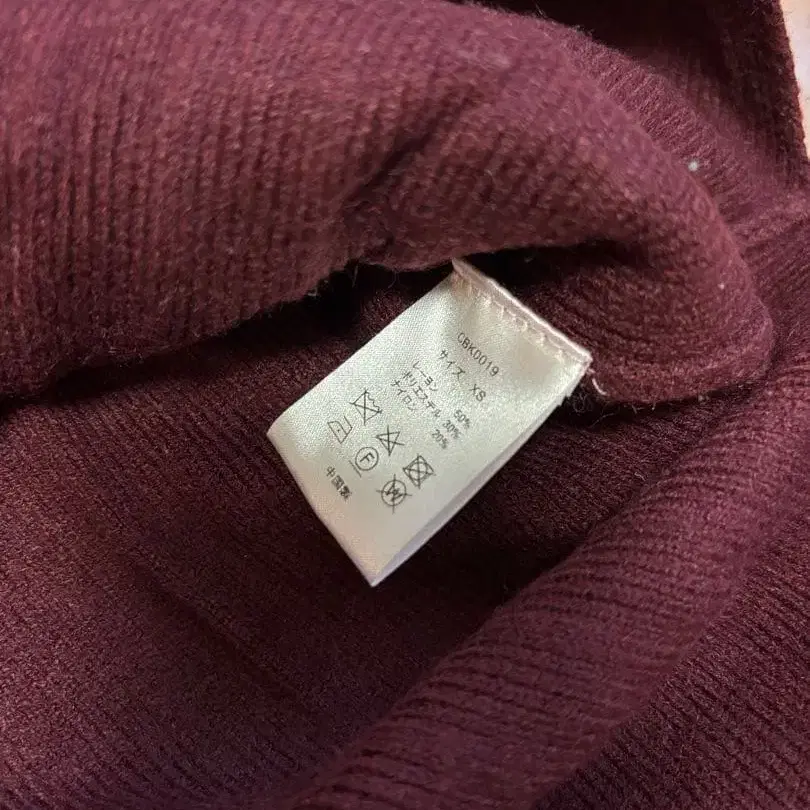 CBK0019
サイズ XS
レーヨン 50%
ポリエステル 30%
ナイロン 20%
F
W
中国製